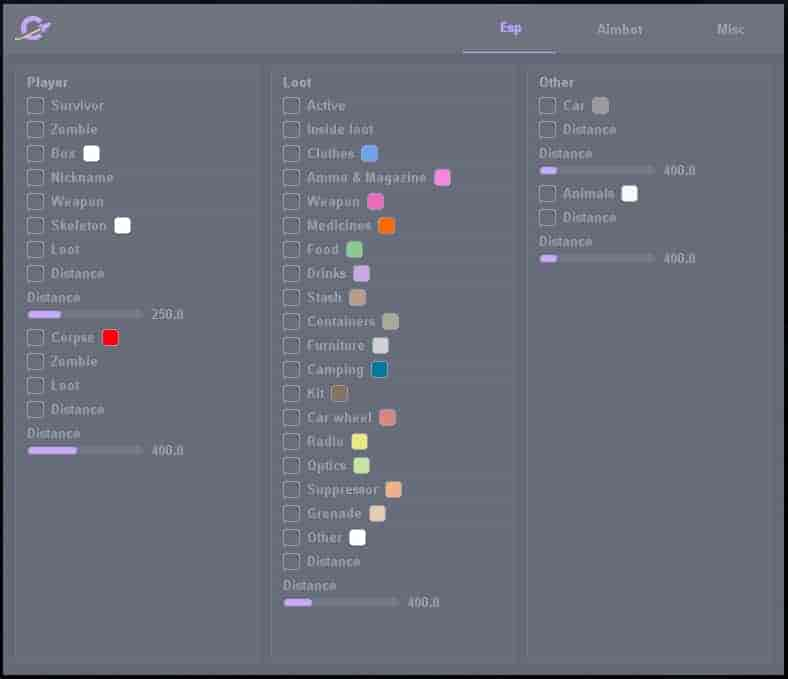 Esp
Aimbot
Misc
Player
Survivor
Zombie
Box
Nickname
Weapon
Skeleton
Loot
Distance
Distance
250.0
Corpse
Zombie
Loot
Distance
Distance
400.0
Loot
Active
Inside loot
Clothes
Ammo & Magazine
Weapon
Medicines
Food
Drinks
Stash
Containers
Furniture
Camping
Kit
Car wheel
Radio
Optics
Suppressor
Grenade
Other
Distance
Distance
400.0
Other
Car
Distance
Distance
400.0
Animals
Distance
Distance
400.0